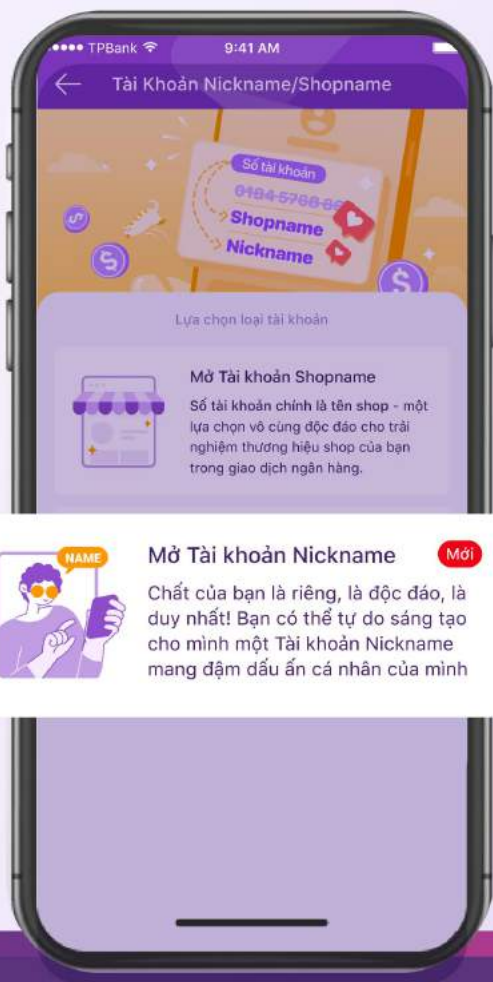 TPBank
9:41 AM
Tài Khoản Nickname/Shopname
Số tài khoản
Shopname
Nickname
Lựa chọn loại tài khoản
Mở Tài khoản Shopname
Số tài khoản chính là tên shop - một
lựa chọn vô cùng độc đáo cho trải
nghiệm thương hiệu shop của bạn
trong giao dịch ngân hàng.
NAME
Mở Tài khoản Nickname
Mới
Chất của bạn là riêng, là độc đáo, là
duy nhất! Bạn có thể tự do sáng tạo
cho mình một Tài khoản Nickname
mang đậm dấu ấn cá nhân của mình